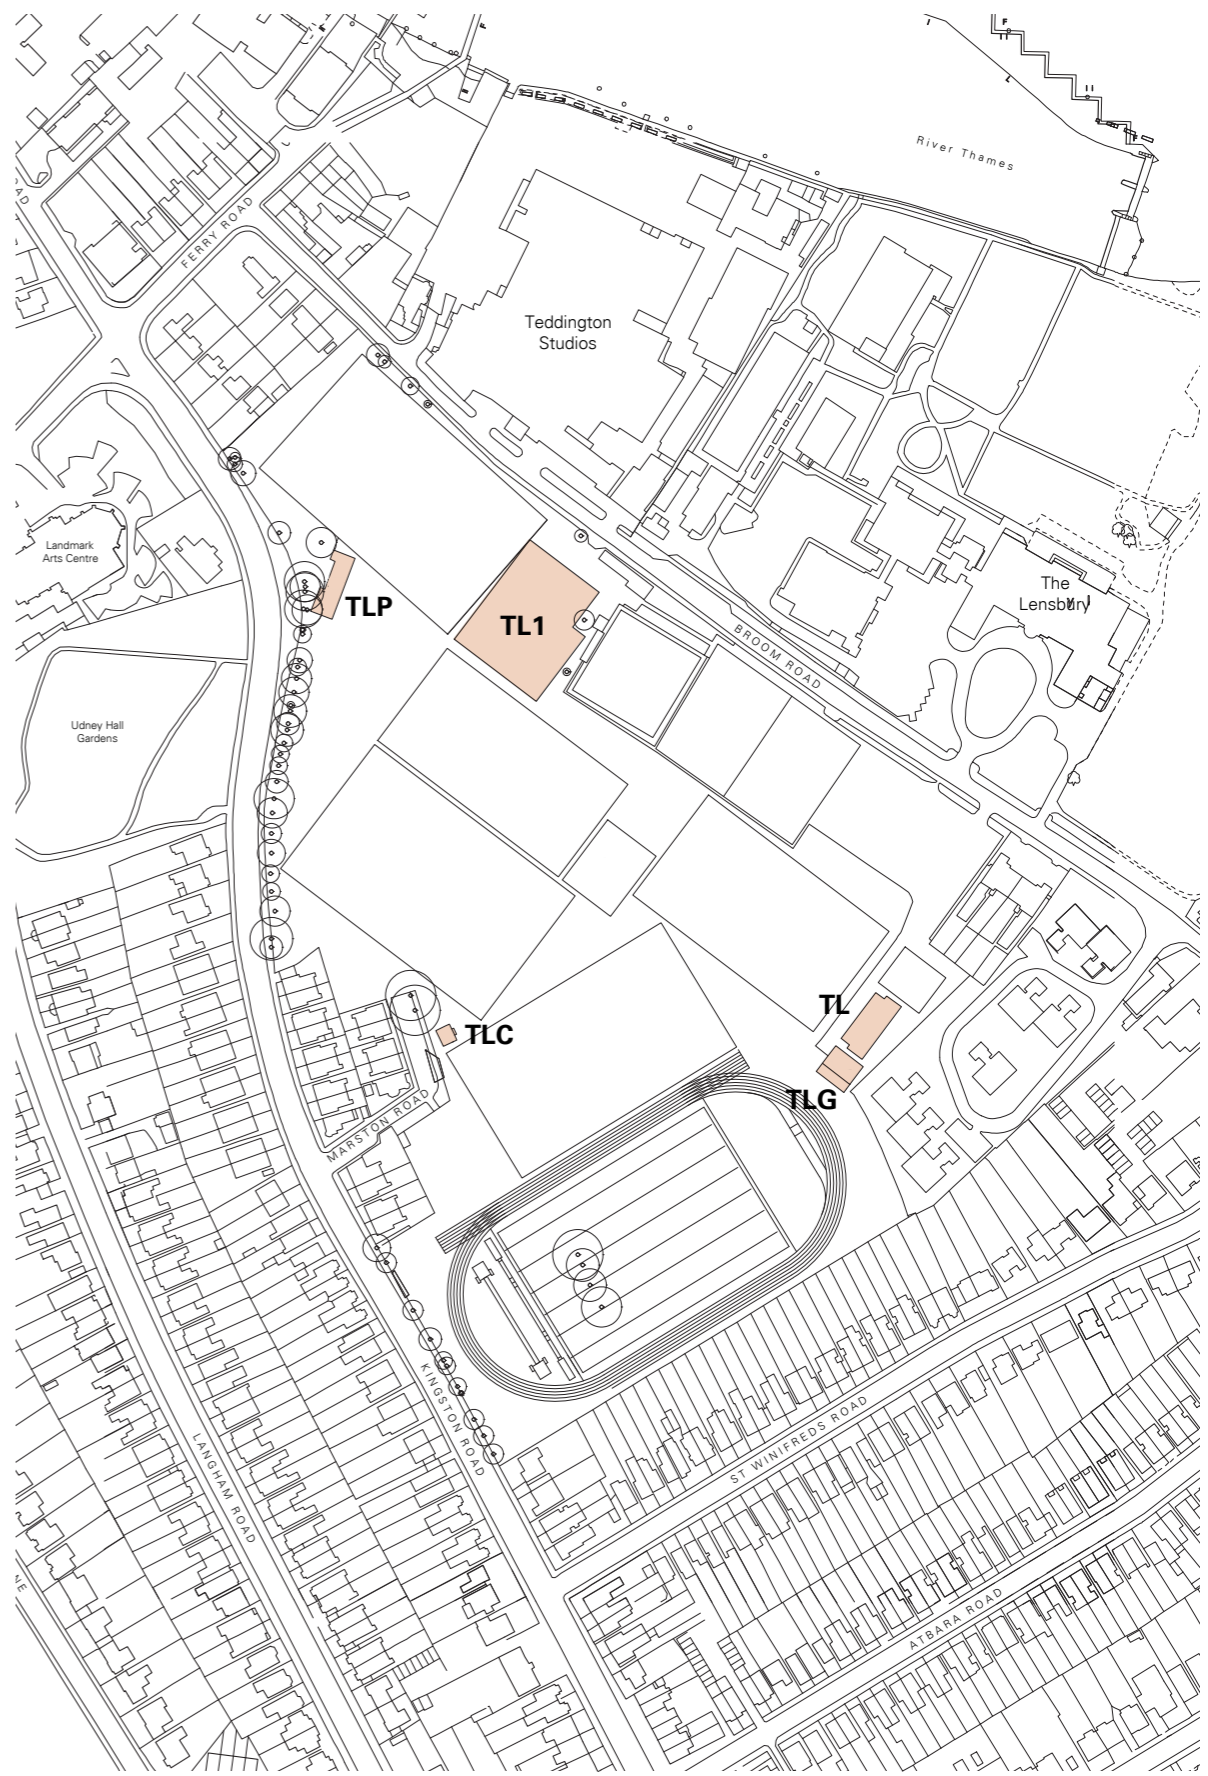 River Thames
FERRY ROAD
Teddington
Studios
Landmark
Arts Centre
The
Lensbury
TLP
TL1
BROOM ROAD
Udney Hall
Gardens
TL
TLC
TLG
MARSTON ROAD
KINGSTON ROAD
LANGHAM ROAD
ST WINIFREDS ROAD
ATBARA ROAD